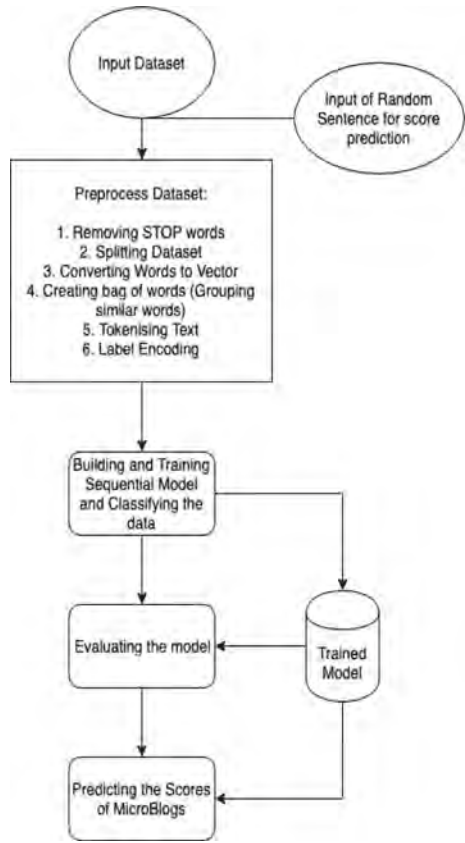 Input Dataset
Input of Random
Sentence for score
prediction
Preprocess Dataset:
1. Removing STOP words
2. Splitting Dataset
3. Converting Words to Vector
4. Creating bag of words (Grouping
similar words)
5. Tokenising Text
6. Label Encoding
Building and Training
Sequential Model
and Classifying the
data
Evaluating the model
Trained
Model
Predicting the Scores
of MicroBlogs